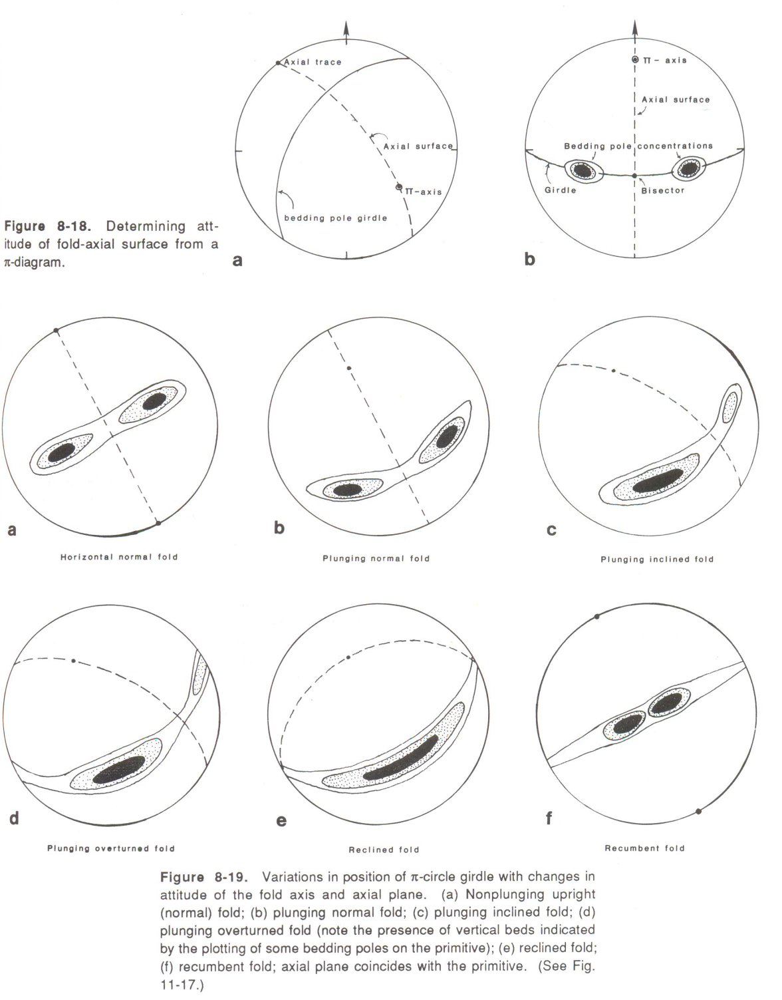 Axial trace
Axial surface
π-axis
bedding pole girdle
a
π- axis
Axial surface
Bedding pole concentrations
Girdle
Bisector
b
Figure 8-18. Determining att-
itude of fold-axial surface from a
π-diagram.
a
Horizontal normal fold
b
Plunging normal fold
c
Plunging inclined fold
d
Plunging overturned fold
e
Reclined fold
f
Recumbent fold
Figure 8-19. Variations in position of π-circle girdle with changes in
attitude of the fold axis and axial plane. (a) Nonplunging upright
(normal) fold; (b) plunging normal fold; (c) plunging inclined fold; (d)
plunging overturned fold (note the presence of vertical beds indicated
by the plotting of some bedding poles on the primitive); (e) reclined fold;
(f) recumbent fold; axial plane coincides with the primitive. (See Fig.
11-17.)